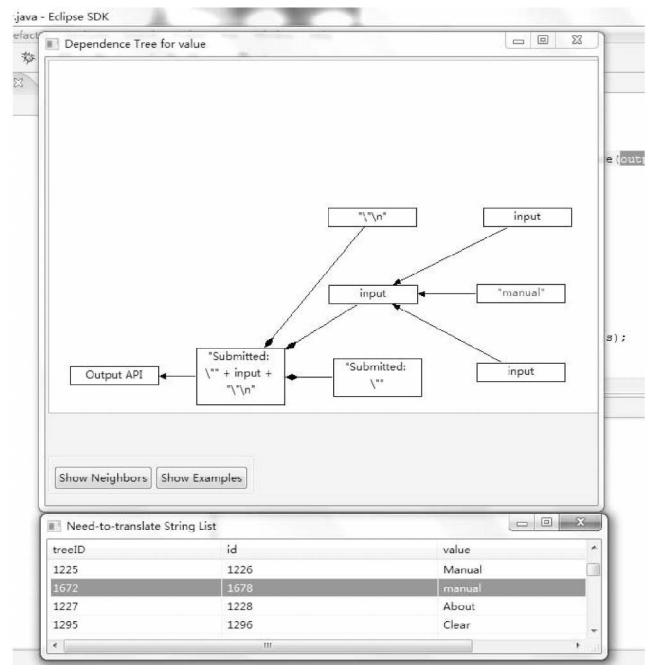 .java - Eclipse SDK
efact
Dependence Tree for value
"\"\n"
input
input
"manual"
input
"Submitted:
\"" + input +
"\"\n"
"Submitted:
\""
Output API
e(out
s);
Show Neighbors
Show Examples
Need-to-translate String List
treeID id value
1225 1226 Manual
1672 1678 manual
1227 1228 About
1295 1296 Clear